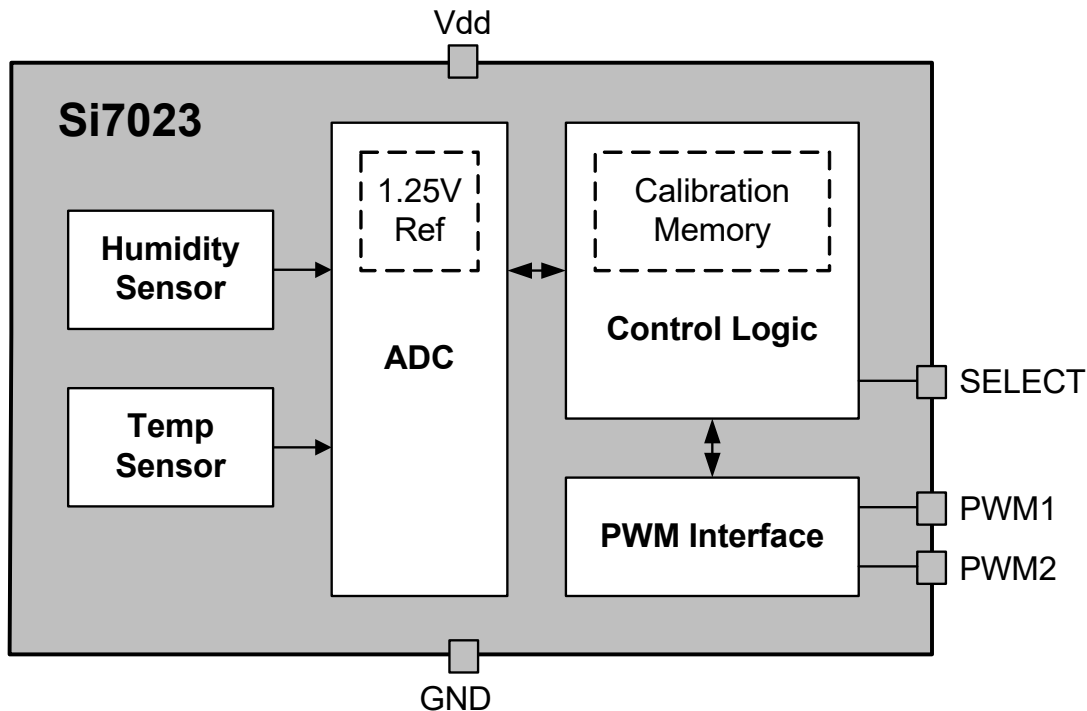 Vdd
Si7023
1.25V
Ref
Calibration
Memory
Humidity
Sensor
ADC
Control Logic
SELECT
Temp
Sensor
PWM Interface
PWM1
PWM2
GND